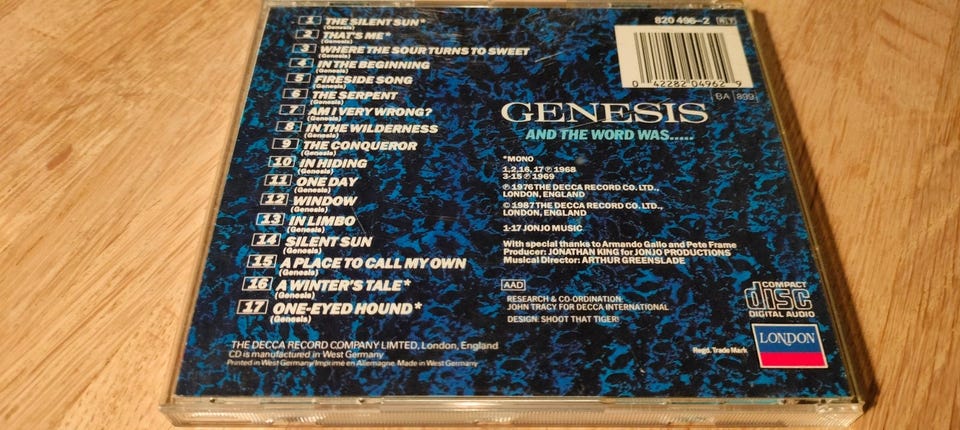 1 THE SILENT SUN*
(Genesis)
2 THAT'S ME*
(Genesis)
3 WHERE THE SOUR TURNS TO SWEET
(Genesis)
4 IN THE BEGINNING
(Genesis)
5 FIRESIDE SONG
(Genesis)
6 THE SERPENT
(Genesis)
7 AM I VERY WRONG?
(Genesis)
8 IN THE WILDERNESS
(Genesis)
9 THE CONQUEROR
(Genesis)
10 IN HIDING
(Genesis)
11 ONE DAY
(Genesis)
12 WINDOW
(Genesis)
13 IN LIMBO
(Genesis)
14 SILENT SUN
(Genesis)
15 A PLACE TO CALL MY OWN
(Genesis)
16 A WINTER'S TALE*
(Genesis)
17 ONE-EYED HOUND*
(Genesis)
THE DECCA RECORD COMPANY LIMTED, London, England
CD is manufactured in West Germany
Printed in West Germany/Imprimé en Allemagne. Made in West Germany
820 496-2
0 42282 04962 9
BA 899
GENESIS
AND THE WORD WAS.....
*MONO
1,2,16, 17 ℗ 1968
3-15 ℗ 1969
℗ 1976 THE DECCA RECORD CO. LTD.,
LONDON, ENGLAND
© 1987 THE DECCA RECORD CO. LTD.,
LONDON, ENGLAND
1-17 JONJO MUSIC
With special thanks to Armando Gallo and Pete Frame
Producer: JONATHAN KING for JONJO PRODUCTIONS
Musical Director: ARTHUR GREENSLADE
AAD
RESEARCH & CO-ORDINATION:
JOHN TRACY FOR DECCA INTERNATIONAL
DESIGN: SHOOT THAT TIGER!
COMPACT
disc
DIGITAL AUDIO
Regd. Trade Mark
LONDON